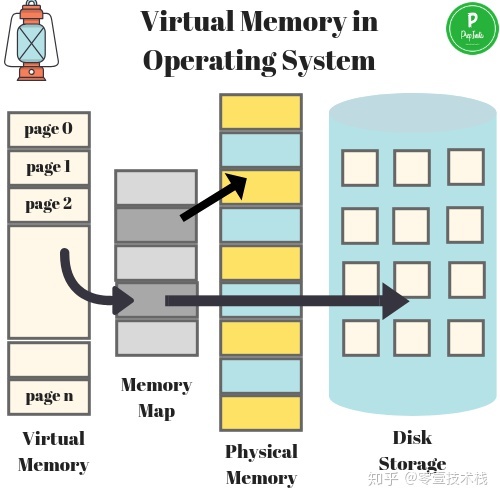 Virtual Memory in
Operating System
P
PepTools
page 0
page 1
page 2
page n
Virtual
Memory
Memory
Map
Physical
Memory
Disk
Storage
知乎 @零壹技术栈